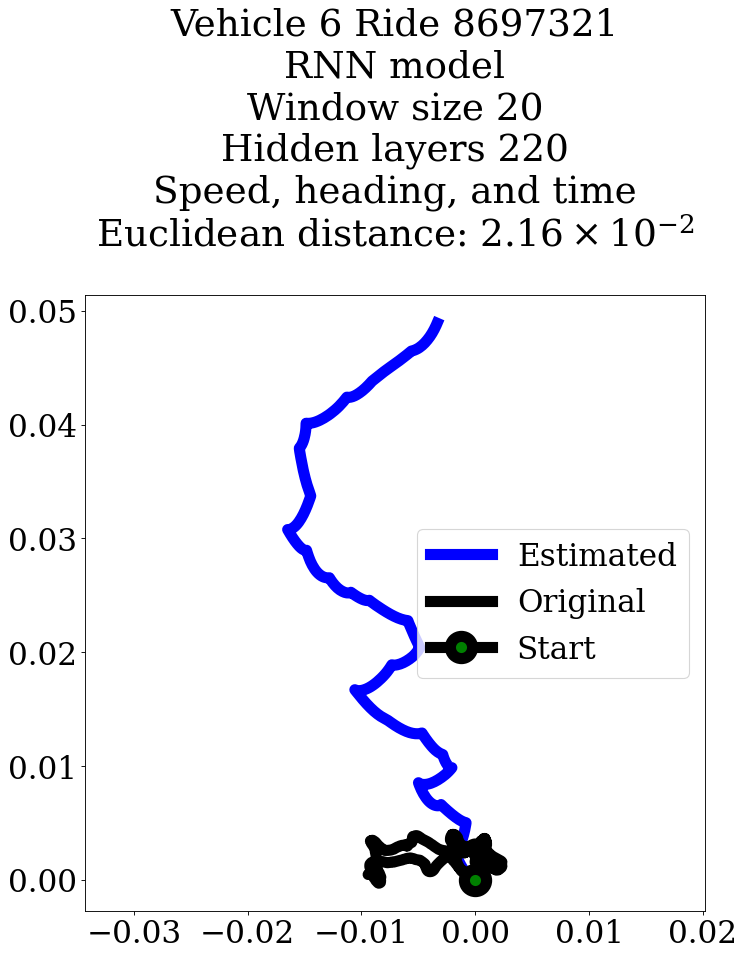 Vehicle 6 Ride 8697321
RNN model
Window size 20
Hidden layers 220
Speed, heading, and time
Euclidean distance: 2.16 × 10⁻²
0.05
0.04
0.03
0.02
0.01
0.00
Estimated
Original
Start
−0.03 −0.02 −0.01 0.00 0.01 0.02